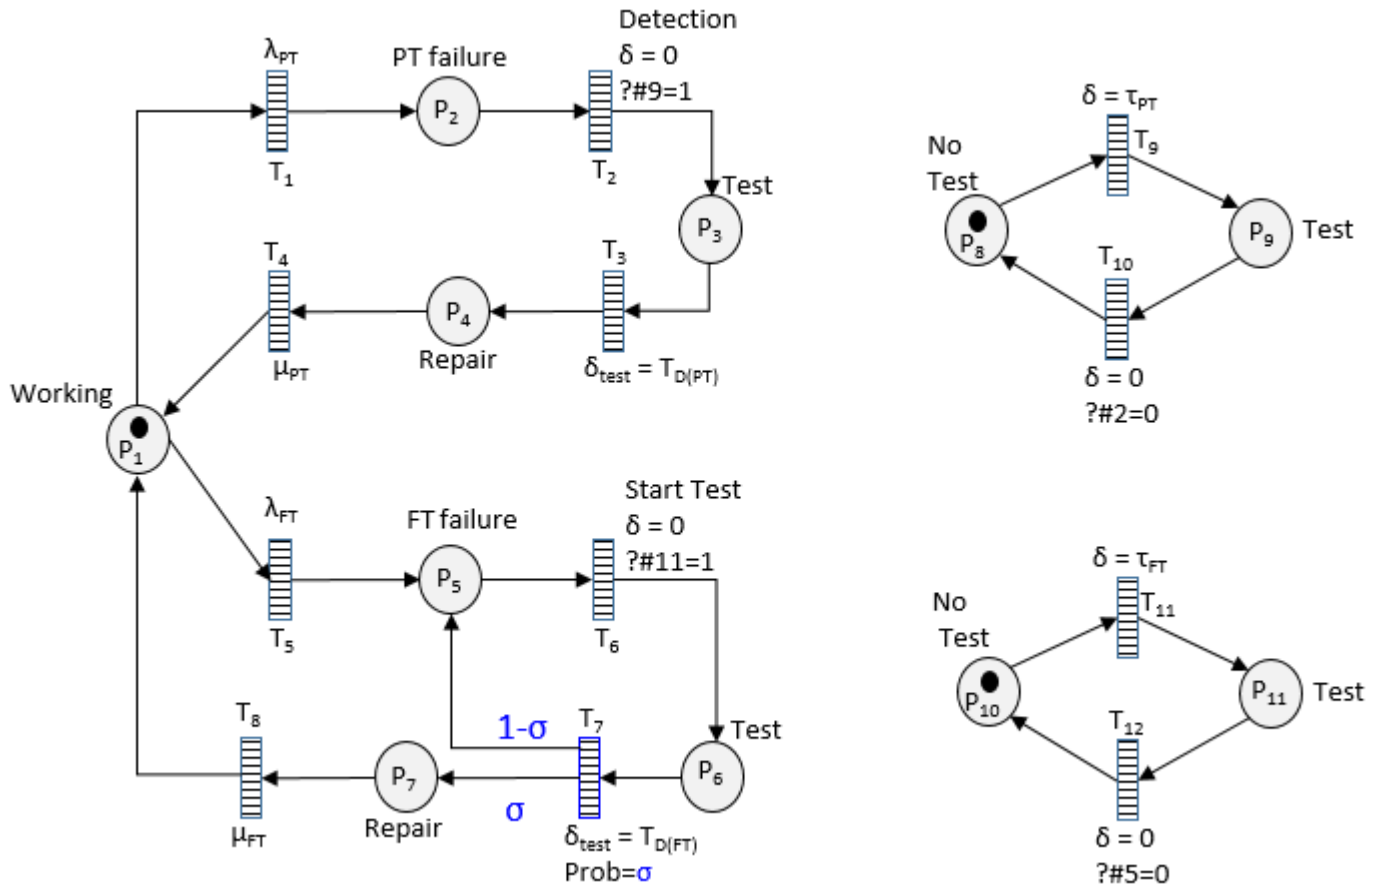 Detection
δ = 0
?#9=1
λPT
PT failure
P2
T1
T2
Test
P3
T4
T3
P4
Repair
μPT
δtest = TD(PT)
Working
P1
λFT
FT failure
P5
T5
Start Test
δ = 0
?#11=1
T6
T8
1-σ
T7
Test
P7
P6
Repair
σ
μFT
δtest = TD(FT)
Prob=σ
δ = τPT
T9
No
Test
P8
P9
Test
T10
δ = 0
?#2=0
δ = τFT
T11
No
Test
P10
P11
Test
T12
δ = 0
?#5=0